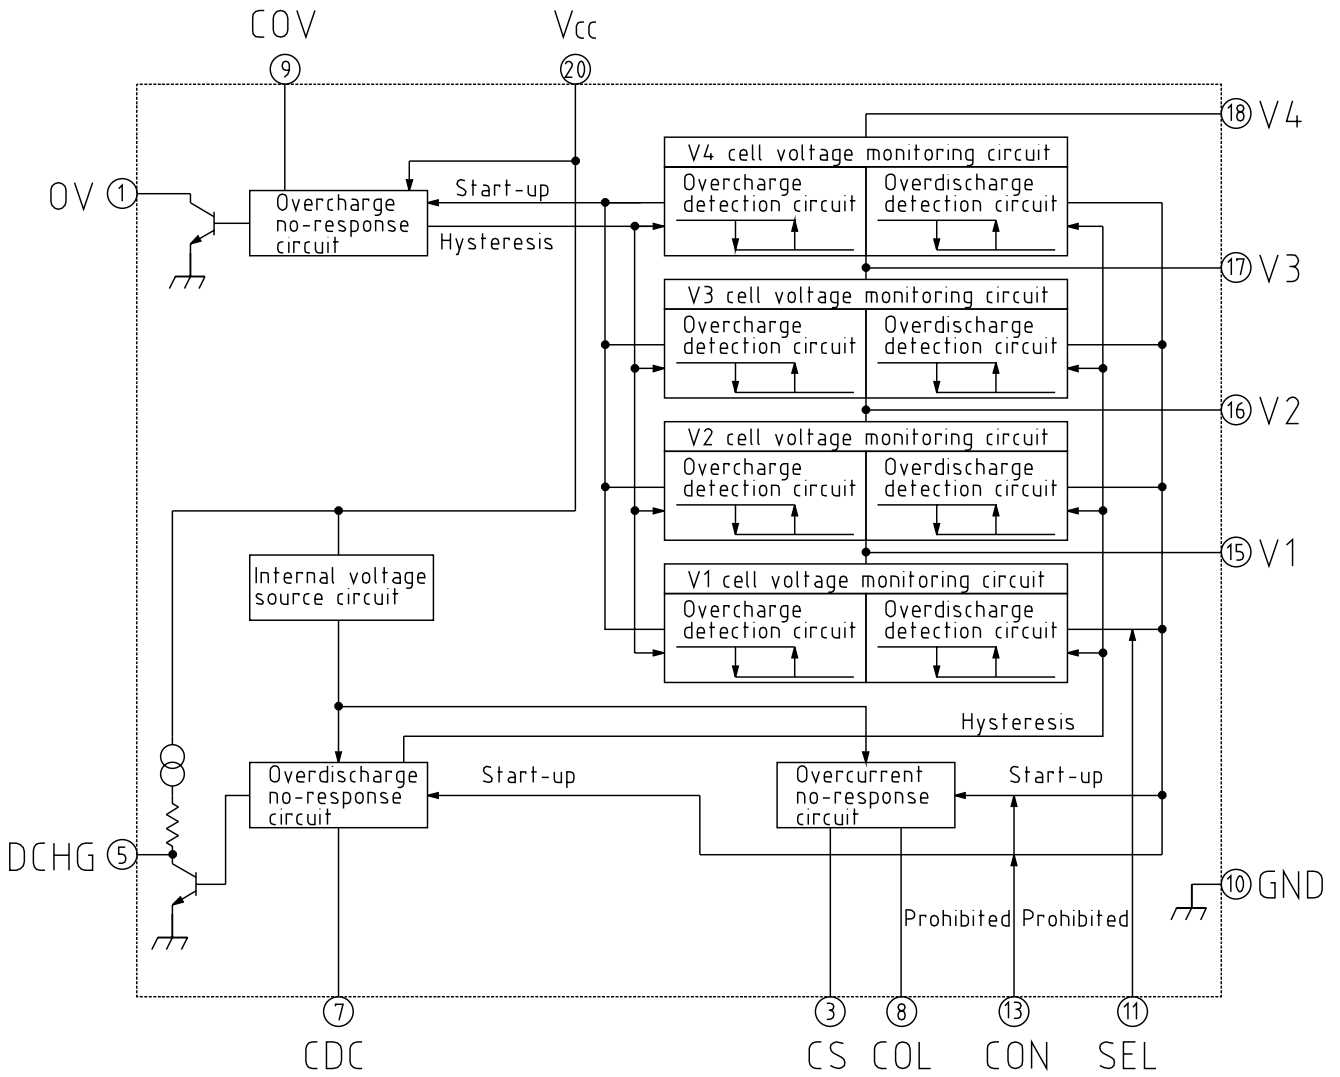 COV
Vcc
9
20
18 V4
V4 cell voltage monitoring circuit
OV 1
Start-up
Overcharge
no-response
circuit
Hysteresis
Overcharge
detection circuit
Overdischarge
detection circuit
17 V3
V3 cell voltage monitoring circuit
Overcharge
detection circuit
Overdischarge
detection circuit
16 V2
V2 cell voltage monitoring circuit
Overcharge
detection circuit
Overdischarge
detection circuit
15 V1
Internal voltage
source circuit
V1 cell voltage monitoring circuit
Overcharge
detection circuit
Overdischarge
detection circuit
Hysteresis
Overdischarge
no-response
circuit
Start-up
Overcurrent
no-response
circuit
Start-up
DCHG 5
10 GND
Prohibited Prohibited
7
3
8
13
11
CDC
CS
COL
CON
SEL